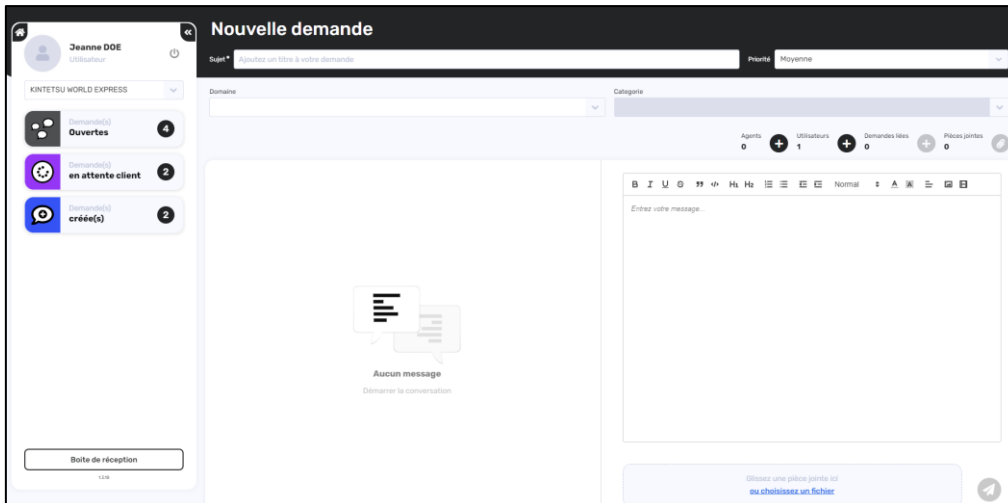 Nouvelle demande
Jeanne DOE
Utilisateur
Sujet* Ajoutez un titre à votre demande Priorité Moyenne
KINTETSU WORLD EXPRESS
Domaine Categorie
Demande(s)
Ouvertes 4
Demande(s)
en attente client 2
Demande(s)
créée(s) 2
Agents Utilisateurs Demandes liées Pièces jointes
0 1 0 0
B I U S H1 H2 Normal A A
Entrez votre message...
Aucun message
Démarrer la conversation
Boite de réception
Glissez une pièce jointe ici
ou choisissez un fichier